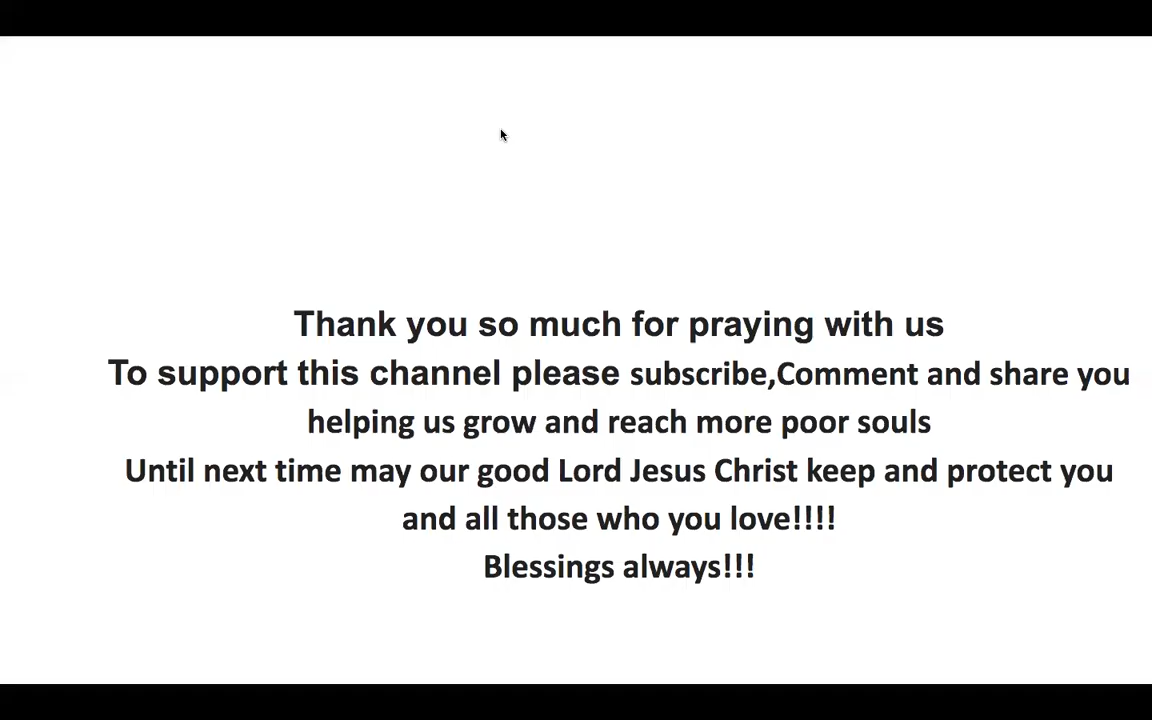 Thank you so much for praying with us
To support this channel please subscribe,Comment and share you
helping us grow and reach more poor souls
Until next time may our good Lord Jesus Christ keep and protect you
and all those who you love!!!!
Blessings always!!!